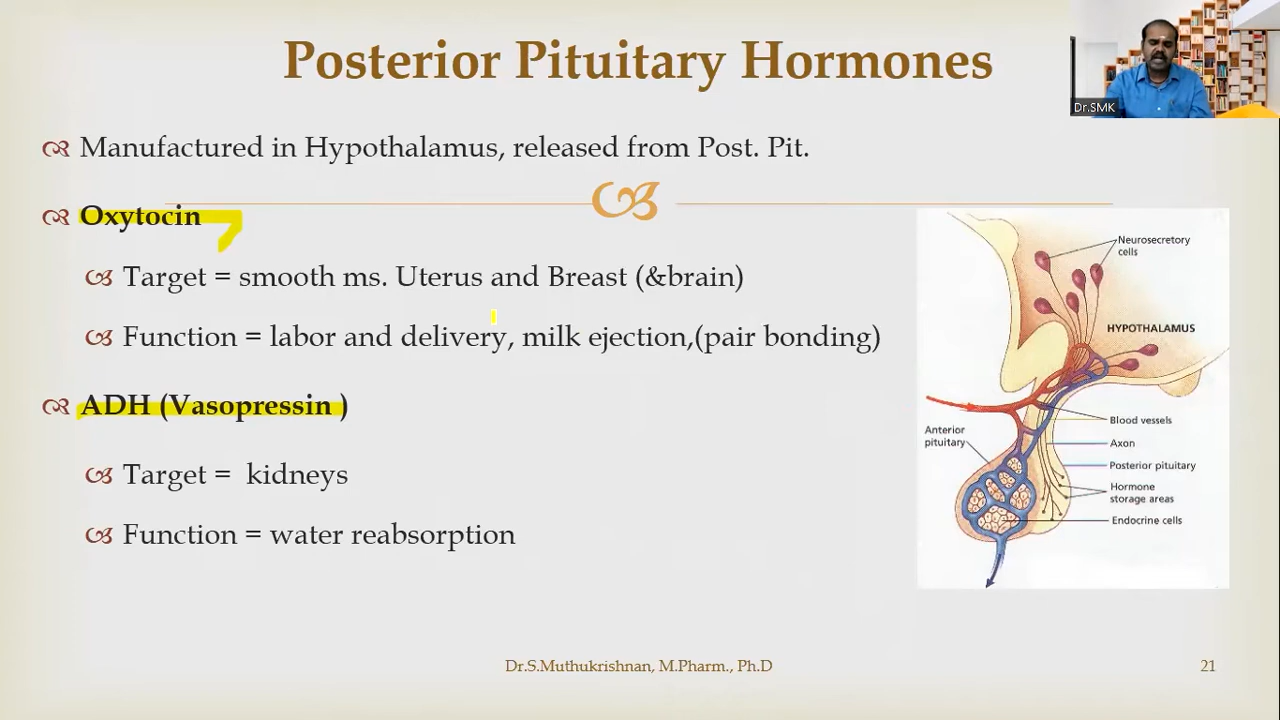 Posterior Pituitary Hormones
Dr.SMK
Manufactured in Hypothalamus, released from Post. Pit.
Oxytocin
Target = smooth ms. Uterus and Breast (&brain)
Function = labor and delivery, milk ejection,(pair bonding)
ADH (Vasopressin )
Target = kidneys
Function = water reabsorption
Neurosecretory
cells
HYPOTHALAMUS
Blood vessels
Anterior
pituitary
Axon
Posterior pituitary
Hormone
storage areas
Endocrine cells
Dr.S.Muthukrishnan, M.Pharm., Ph.D
21